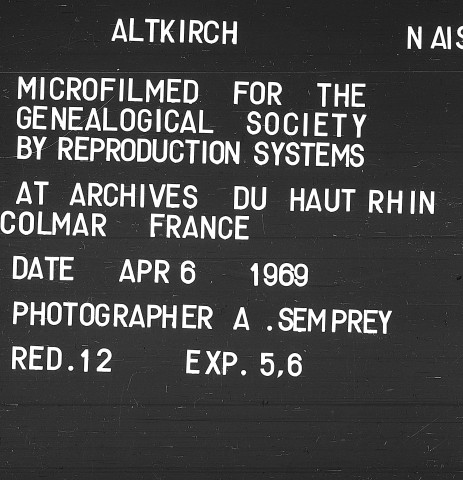 ALTKIRCH NAIS
MICROFILMED FOR THE
GENEALOGICAL SOCIETY
BY REPRODUCTION SYSTEMS
AT ARCHIVES DU HAUT RHIN
COLMAR FRANCE
DATE APR 6 1969
PHOTOGRAPHER A .SEMPREY
RED.12 EXP. 5,6